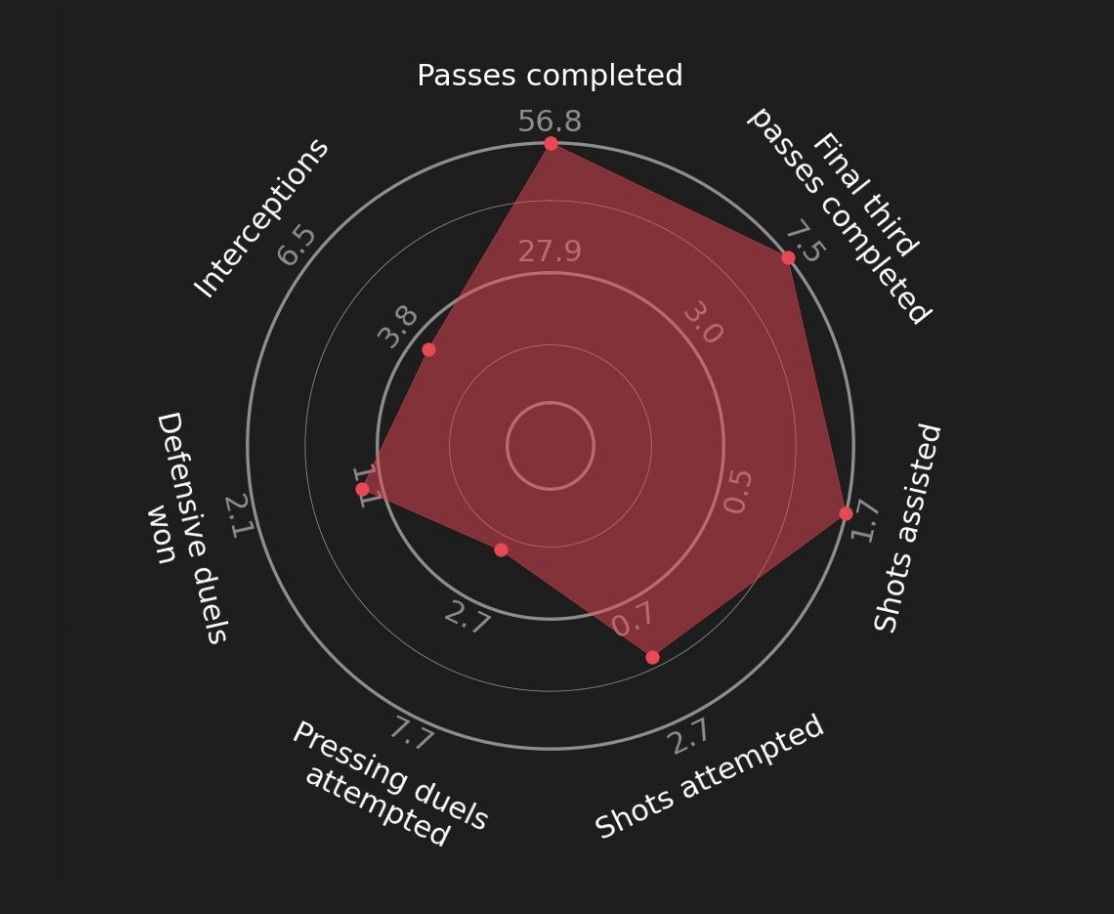 Passes completed
56.8
27.9
Final third
passes completed
7.5
3.0
Shots assisted
1.7
0.5
Shots attempted
2.7
0.7
Pressing duels
attempted
7.7
2.7
Defensive duels
won
2.1
1.1
Interceptions
6.5
3.8